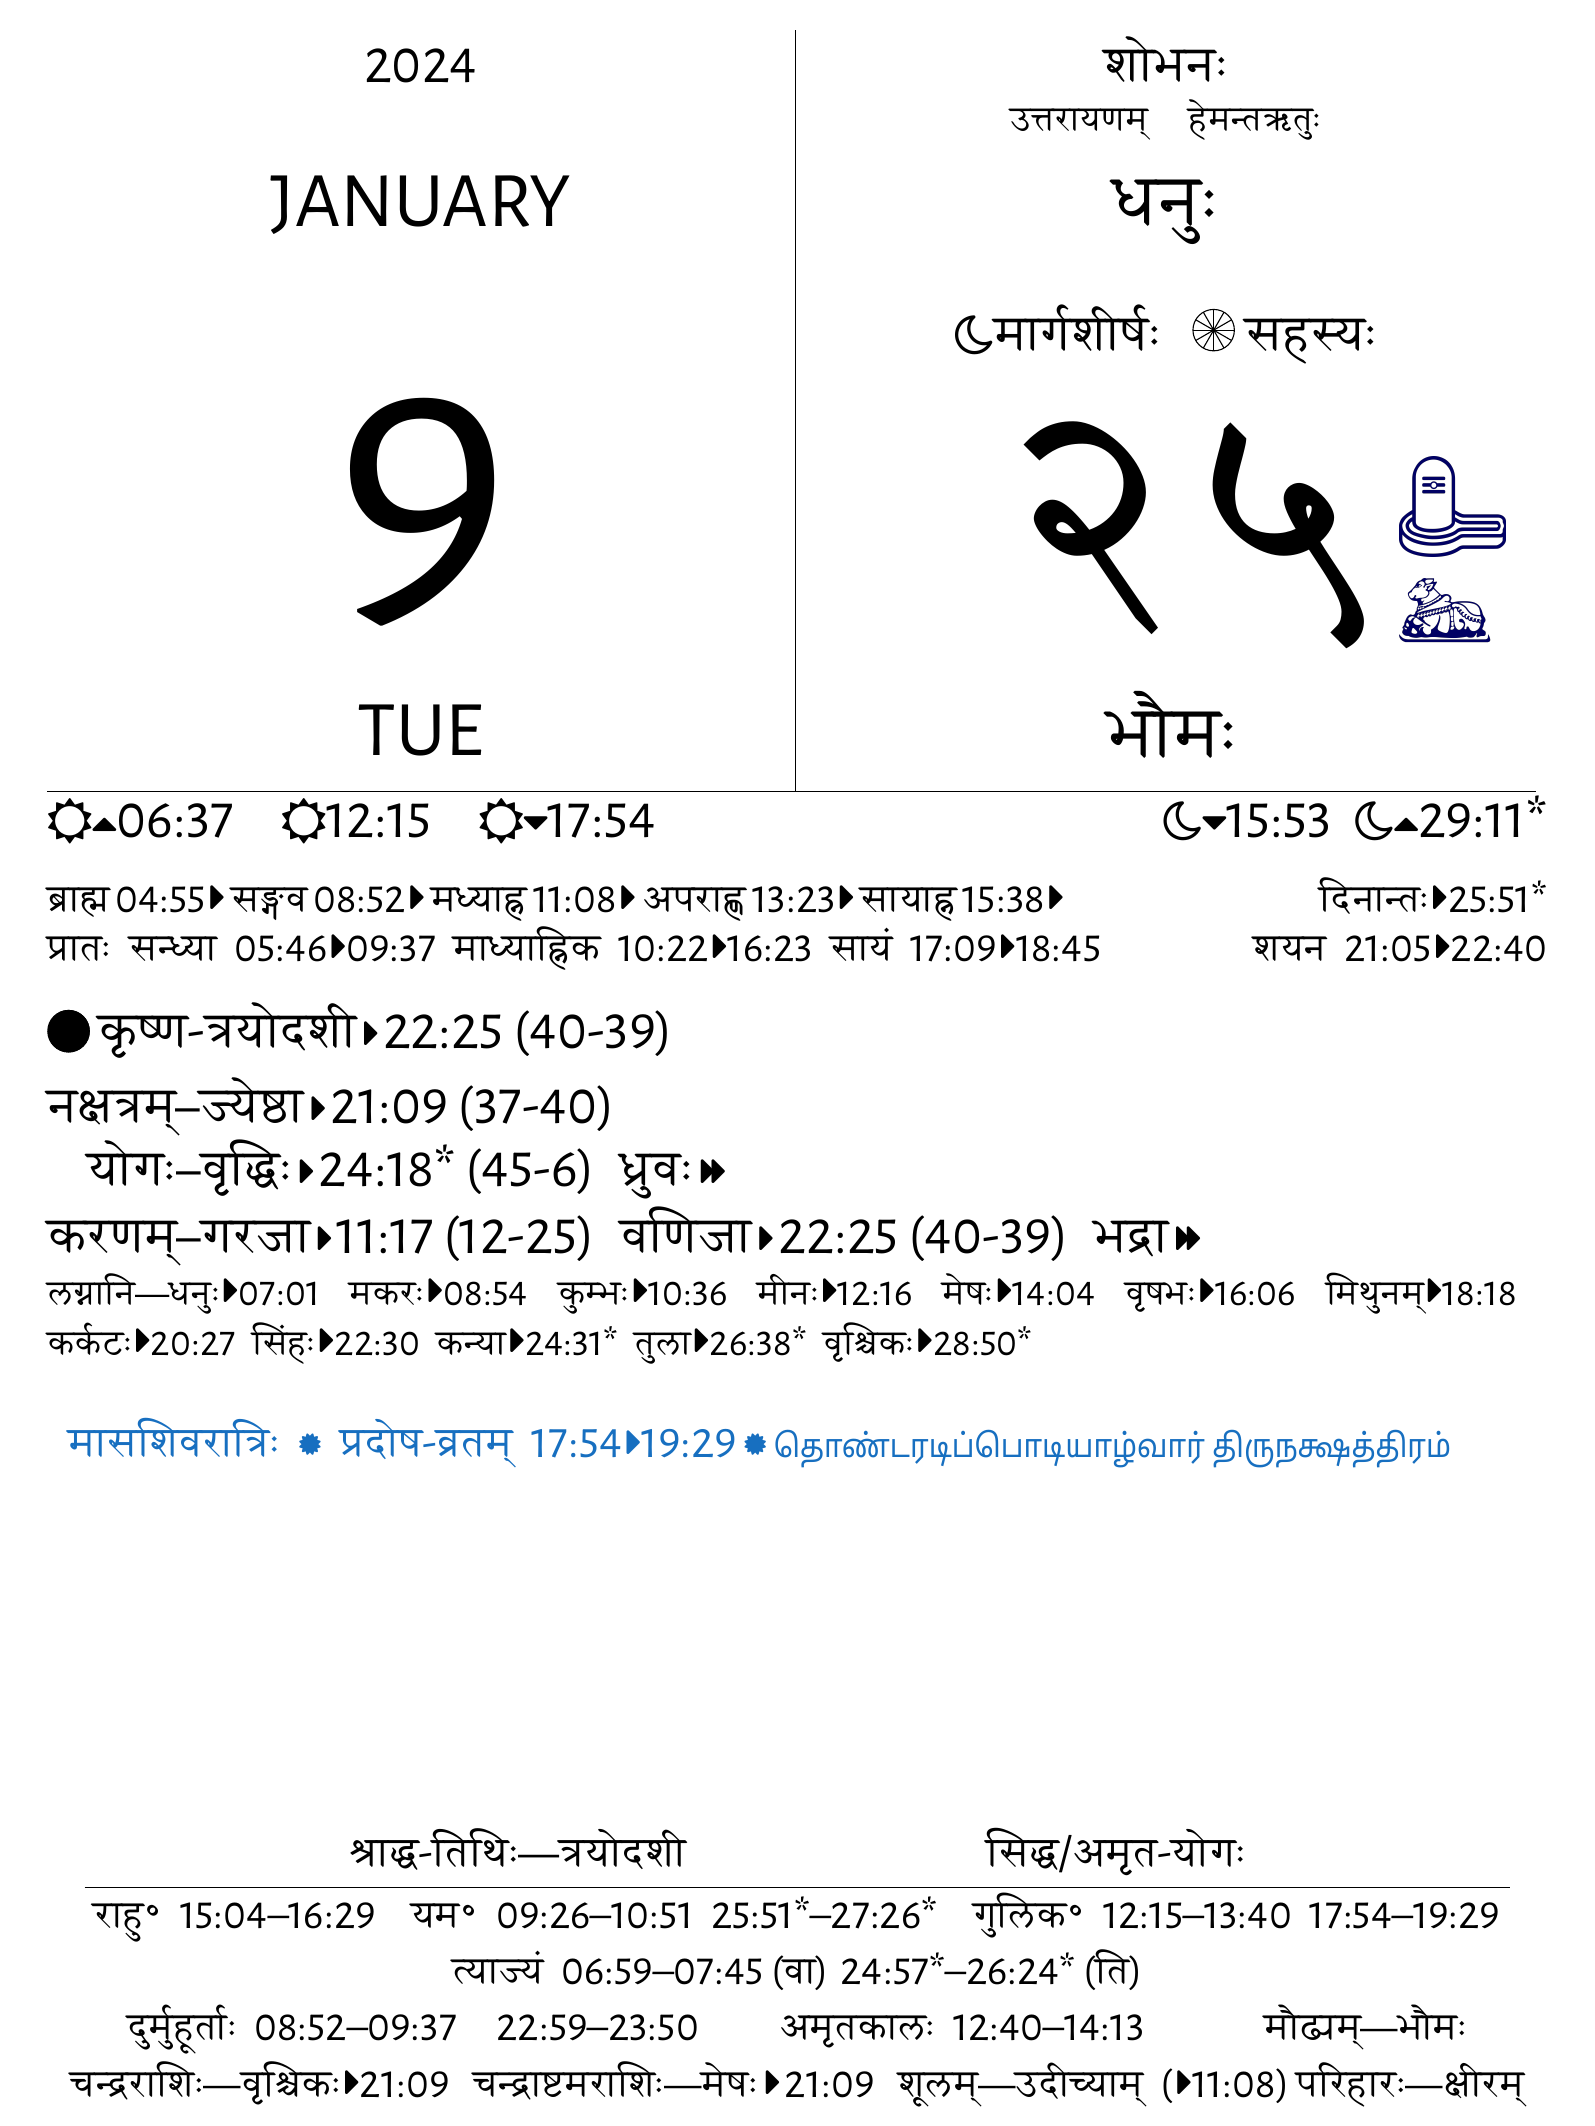 2024
JANUARY
9
TUE
शोभनः
उत्तरायणम् हेमन्तऋतुः
धनुः
मार्गशीर्षः सहस्यः
२५
भौमः
06:37 12:15 17:54 15:53 29:11*
ब्राह्म 04:55 सङ्गव 08:52 मध्याह्न 11:08 अपराह्ण 13:23 सायाह्न 15:38 दिनान्तः 25:51*
प्रातः सन्ध्या 05:46 09:37 माध्याह्निक 10:22 16:23 सायं 17:09 18:45 शयन 21:05 22:40
कृष्ण-त्रयोदशी 22:25 (40-39)
नक्षत्रम्–ज्येष्ठा 21:09 (37-40)
योगः–वृद्धिः 24:18* (45-6) ध्रुवः
करणम्–गरजा 11:17 (12-25) वणिजा 22:25 (40-39) भद्रा
लग्नानि—धनुः 07:01 मकरः 08:54 कुम्भः 10:36 मीनः 12:16 मेषः 14:04 वृषभः 16:06 मिथुनम् 18:18
कर्कटः 20:27 सिंहः 22:30 कन्या 24:31* तुला 26:38* वृश्चिकः 28:50*
मासशिवरात्रिः प्रदोष-व्रतम् 17:54 19:29 தொண்டரடிப்பொடியாழ்வார் திருநக்ஷத்திரம்
श्राद्ध-तिथिः—त्रयोदशी सिद्ध/अमृत-योगः
राहु॰ 15:04–16:29 यम॰ 09:26–10:51 25:51*–27:26* गुलिक॰ 12:15–13:40 17:54–19:29
त्याज्यं 06:59–07:45 (वा) 24:57*–26:24* (ति)
दुर्मुहूर्ताः 08:52–09:37 22:59–23:50 अमृतकालः 12:40–14:13 मौढ्यम्—भौमः
चन्द्रराशिः—वृश्चिकः 21:09 चन्द्राष्टमराशिः—मेषः 21:09 शूलम्—उदीच्याम् (11:08) परिहारः—क्षीरम्